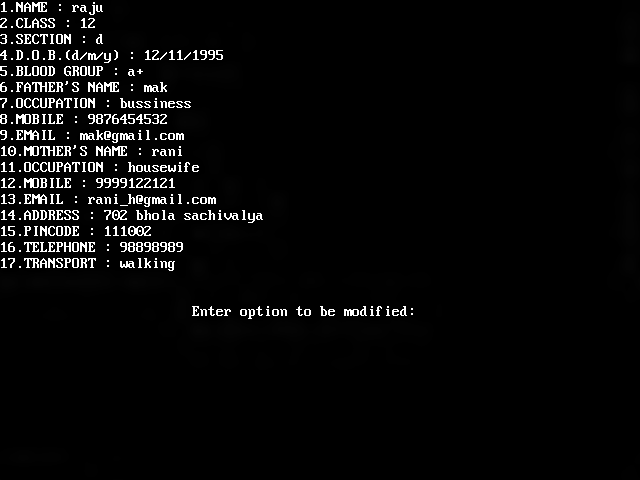 1.NAME : raju
2.CLASS : 12
3.SECTION : d
4.D.O.B.(d/m/y) : 12/11/1995
5.BLOOD GROUP : a+
6.FATHER'S NAME : mak
7.OCCUPATION : bussiness
8.MOBILE : 9876454532
9.EMAIL : mak@gmail.com
10.MOTHER'S NAME : rani
11.OCCUPATION : housewife
12.MOBILE : 9999122121
13.EMAIL : rani_h@gmail.com
14.ADDRESS : 702 bhola sachivalya
15.PINCODE : 111002
16.TELEPHONE : 98898989
17.TRANSPORT : walking
Enter option to be modified: